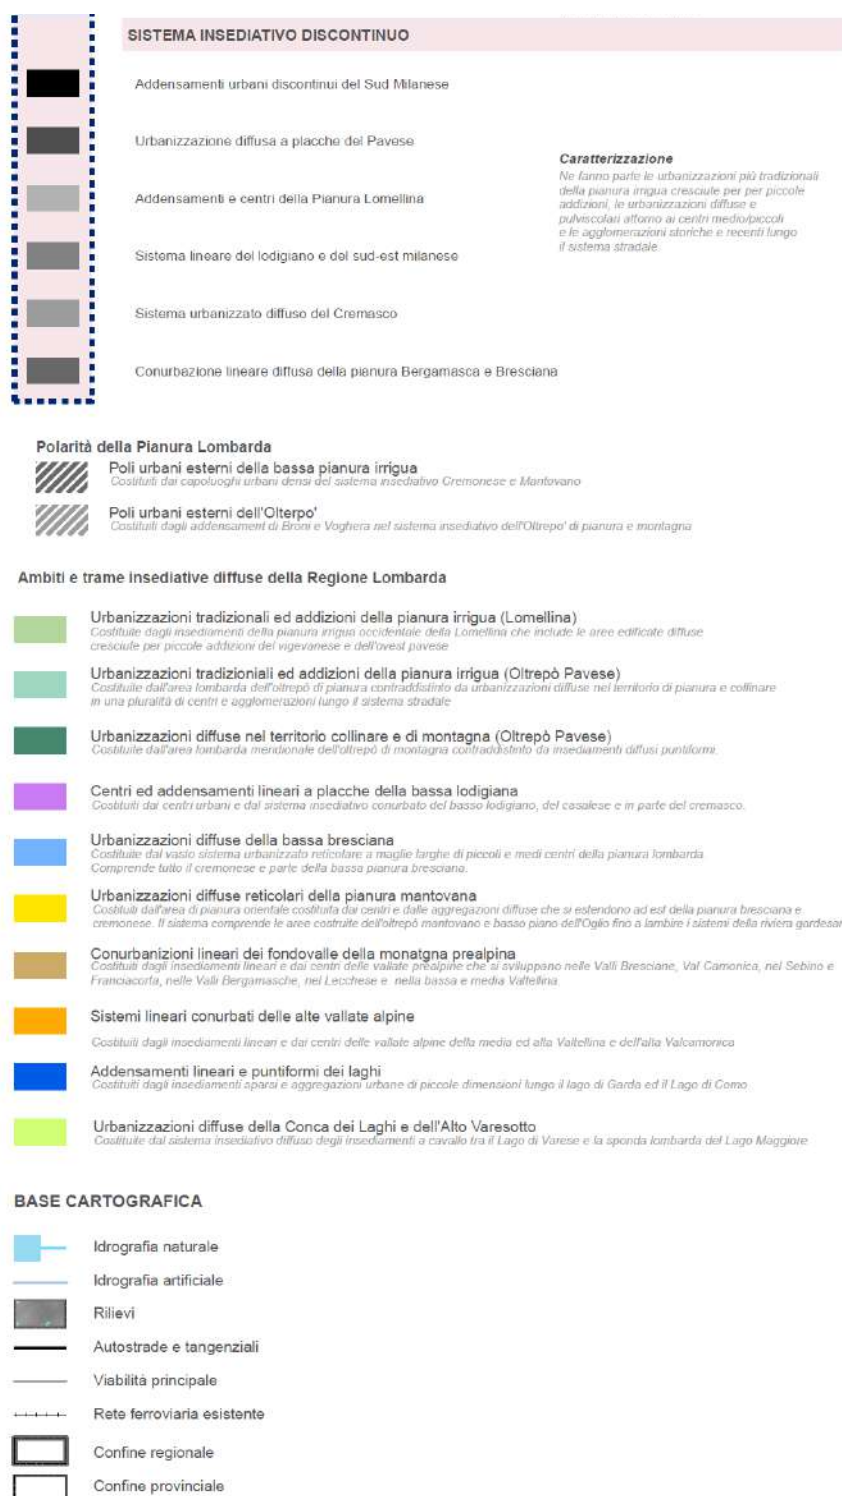 SISTEMA INSEDIATIVO DISCONTINUO
Addensamenti urbani discontinui del Sud Milanese
Urbanizzazione diffusa a placche del Pavese
Addensamenti e centri della Pianura Lomellina
Sistema lineare del lodigiano e del sud-est milanese
Sistema urbanizzato diffuso del Cremasco
Conurbazione lineare diffusa della pianura Bergamasca e Bresciana
Caratterizzazione
Ne fanno parte le urbanizzazioni più tradizionali
della pianura irrigua cresciute per per piccole
addizioni, le urbanizzazioni diffuse e
pulviscolari attorno ai centri medio/piccoli
e le agglomerazioni storiche e recenti lungo
il sistema stradale
Polarità della Pianura Lombarda
Poli urbani esterni della bassa pianura irrigua
Costituiti dai capoluoghi urbani densi del sistema insediativo Cremonese e Mantovano
Poli urbani esterni dell'Olterpo'
Costituiti dagli addensament di Broni e Voghera nel sistema insediativo dell'Oltrepo' di pianura e montagna
Ambiti e trame insediative diffuse della Regione Lombarda
Urbanizzazioni tradizionali ed addizioni della pianura irrigua (Lomellina)
Costituite dagli insediamenti della pianura irrigua occidentale della Lomellina che include le aree edificate diffuse
cresciute per piccole addizioni del vigevanese e dell'ovest pavese
Urbanizzazioni tradizioniali ed addizioni della pianura irrigua (Oltrepò Pavese)
Costituite dall'area lombarda dell'oltrepò di pianura contraddistinto da urbanizzazioni diffuse nel territorio di pianura e collinare
in una pluralità di centri e agglomerazioni lungo il sistema stradale
Urbanizzazioni diffuse nel territorio collinare e di montagna (Oltrepò Pavese)
Costituite dall'area lombarda meridionale dell'oltrepò di montagna contraddistinto da insediamenti diffusi puntiformi.
Centri ed addensamenti lineari a placche della bassa lodigiana
Costituiti dai centri urbani e dal sistema insediativo conurbato del basso lodigiano, del casalese e in parte del cremasco.
Urbanizzazioni diffuse della bassa bresciana
Costituite dal vasto sistema urbanizzato reticolare a maglie larghe di piccoli e medi centri della pianura lombarda
Comprende tutto il cremonese e parte della bassa pianura bresciana.
Urbanizzazioni diffuse reticolari della pianura mantovana
Costituiti dall'area di pianura orientale costituita dai centri e dalle aggregazioni diffuse che si estendono ad est della pianura bresciana e
cremonese. Il sistema comprende le aree costruite dell'oltrepò mantovano e basso piano dell'Oglio fino a lambire i sistemi della riviera gardesar
Conurbanizioni lineari dei fondovalle della monatgna prealpina
Costituiti dagli insediamenti lineari e dai centri delle vallate prealpine che si sviluppano nelle Valli Bresciane, Val Camonica, nel Sebino e
Franciacorta, nelle Valli Bergamasche, nel Lecchese e nella bassa e media Valtellina
Sistemi lineari conurbati delle alte vallate alpine
Costituiti dagli insediamenti lineari e dai centri delle vallate alpine della media ed alta Valtellina e dell'alta Valcamonica
Addensamenti lineari e puntiformi dei laghi
Costituiti dagli insediamenti sparsi e aggregazioni urbane di piccole dimensioni lungo il lago di Garda ed il Lago di Como
Urbanizzazioni diffuse della Conca dei Laghi e dell'Alto Varesotto
Costituite dal sistema insediativo diffuso degli insediamenti a cavallo tra il Lago di Varese e la sponda lombarda del Lago Maggiore
BASE CARTOGRAFICA
Idrografia naturale
Idrografia artificiale
Rilievi
Autostrade e tangenziali
Viabilità principale
Rete ferroviaria esistente
Confine regionale
Confine provinciale